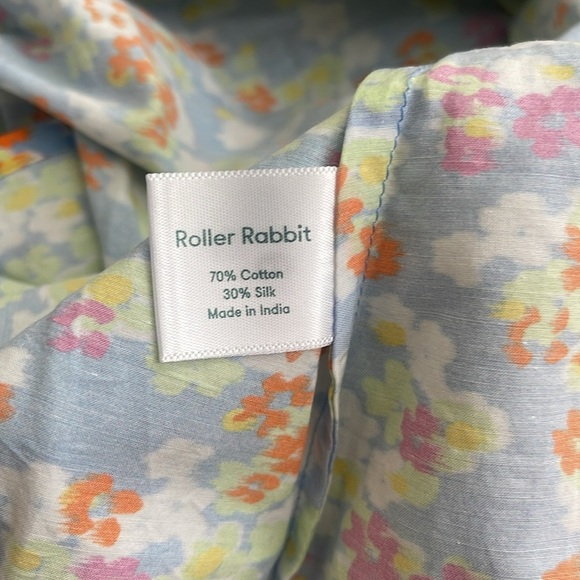 Roller Rabbit
70% Cotton
30% Silk
Made in India